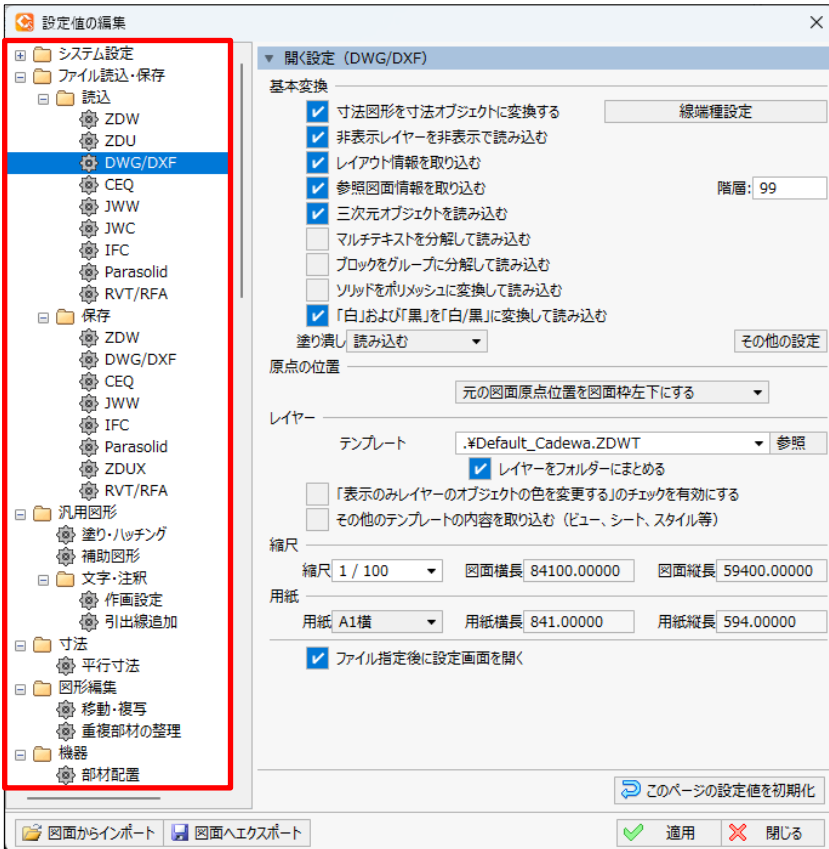 設定値の編集
システム設定
ファイル読込・保存
読込
ZDW
ZDU
DWG/DXF
CEQ
JWW
JWC
IFC
Parasolid
RVT/RFA
保存
ZDW
DWG/DXF
CEQ
JWW
IFC
Parasolid
ZDUX
RVT/RFA
汎用図形
塗り・ハッチング
補助図形
文字・注釈
作画設定
引出線追加
寸法
平行寸法
図形編集
移動・複写
重複部材の整理
機器
部材配置
開く設定（DWG/DXF）
基本変換
寸法図形を寸法オブジェクトに変換する 線端種設定
非表示レイヤーを非表示で読み込む
レイアウト情報を取り込む
参照図面情報を取り込む 階層: 99
三次元オブジェクトを読み込む
マルチテキストを分解して読み込む
ブロックをグループに分解して読み込む
ソリッドをポリメッシュに変換して読み込む
「白」および「黒」を「白/黒」に変換して読み込む
塗り潰し 読み込む その他の設定
原点の位置
元の図面原点位置を図面枠左下にする
レイヤー
テンプレート .¥Default_Cadewa.ZDWT 参照
レイヤーをフォルダーにまとめる
「表示のみレイヤーのオブジェクトの色を変更する」のチェックを有効にする
その他のテンプレートの内容を取り込む（ビュー、シート、スタイル等）
縮尺
縮尺 1 / 100 図面横長 84100.00000 図面縦長 59400.00000
用紙
用紙 A1横 用紙横長 841.00000 用紙縦長 594.00000
ファイル指定後に設定画面を開く
このページの設定値を初期化
図面からインポート 図面へエクスポート 適用 閉じる